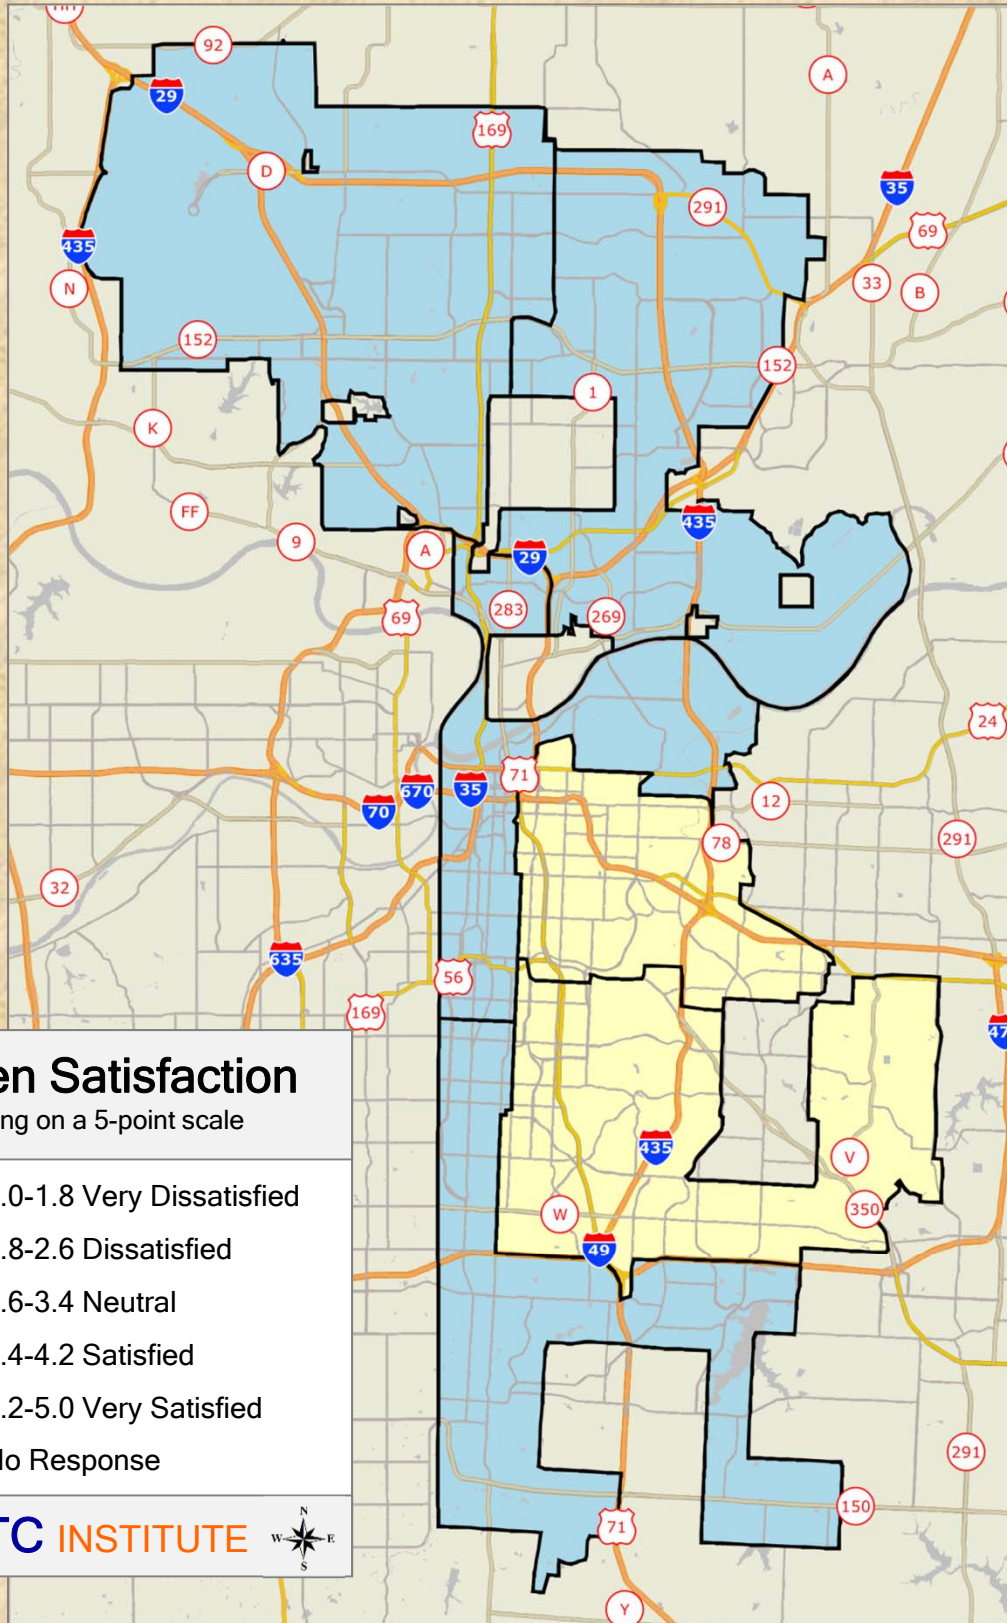 HH
92
A
29
169
D
35
291
69
435
N
33
B
152
152
1
K
FF
435
9
A
29
283
269
69
24
71
670
35
70
12
78
291
32
635
56
169
47
en Satisfaction
ng on a 5-point scale
435
V
.0-1.8 Very Dissatisfied
350
W
.8-2.6 Dissatisfied
49
.6-3.4 Neutral
.4-4.2 Satisfied
.2-5.0 Very Satisfied
No Response
291
150
TC INSTITUTE
N
W E
S
71
Y